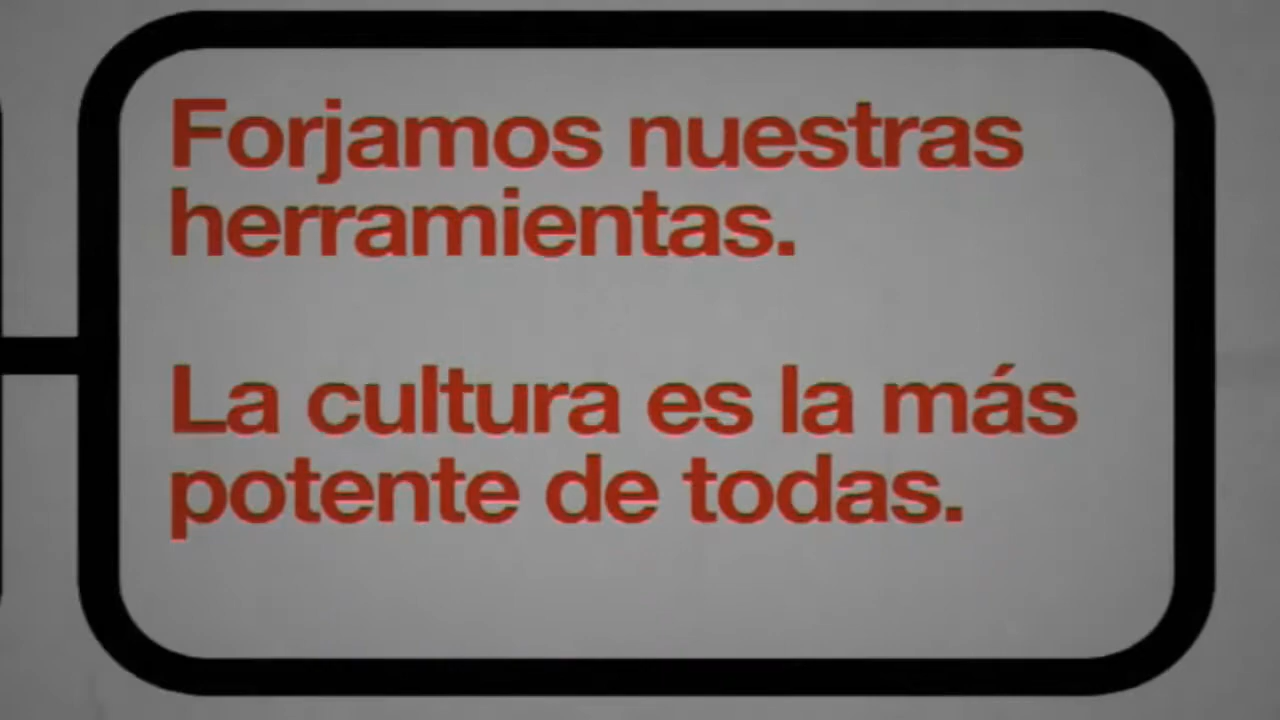 Forjamos nuestras
herramientas.
La cultura es la más
potente de todas.